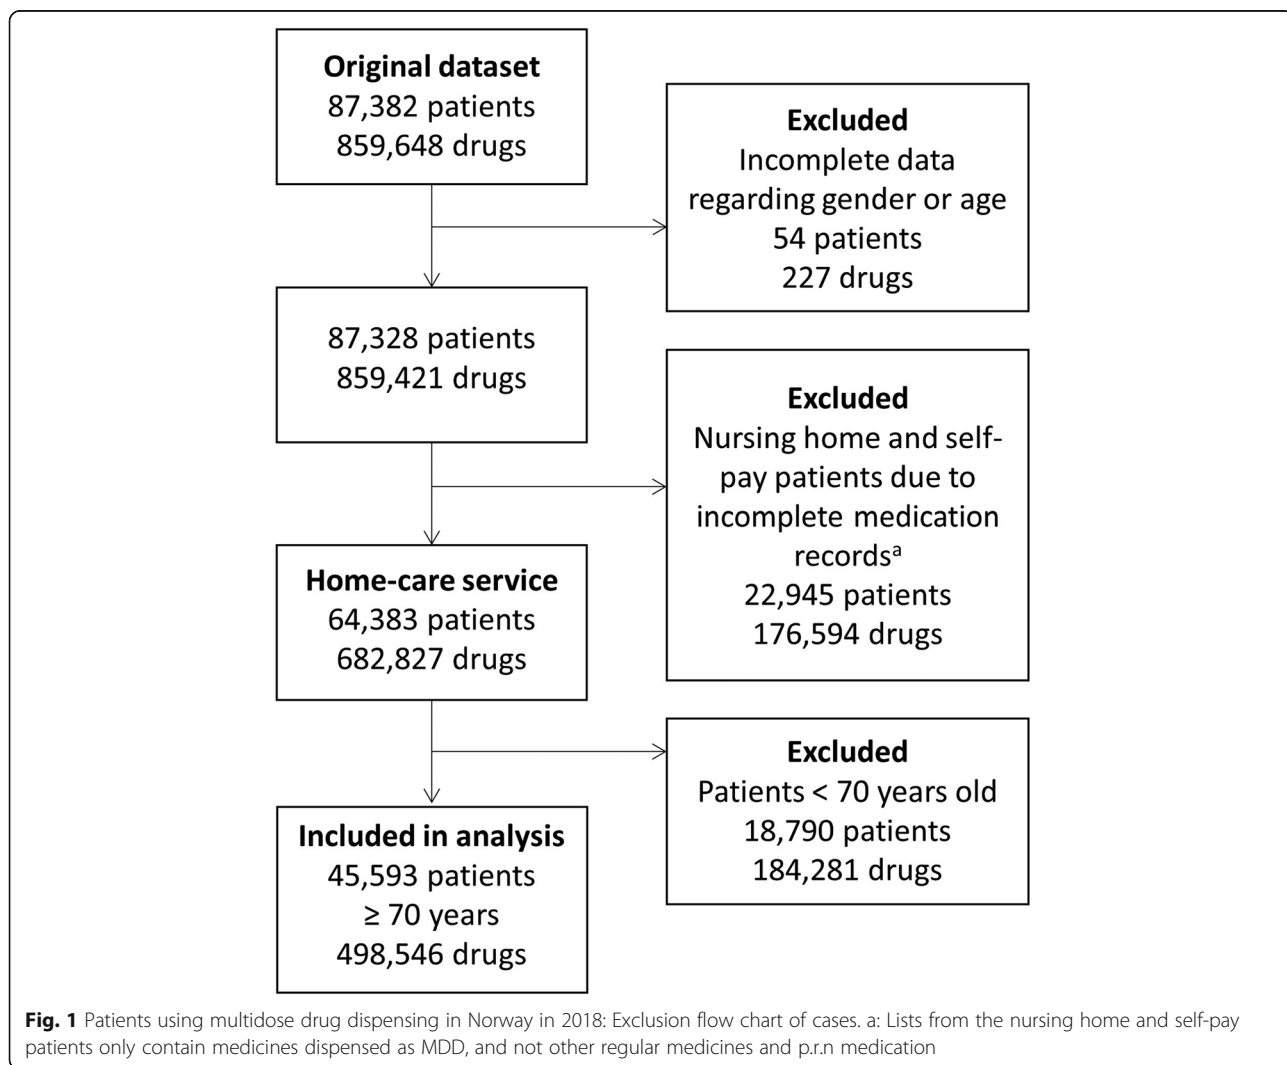 Original dataset
87,382 patients
859,648 drugs
Excluded
Incomplete data
regarding gender or age
54 patients
227 drugs
87,328 patients
859,421 drugs
Excluded
Nursing home and self-
pay patients due to
incomplete medication
recordsᵃ
22,945 patients
176,594 drugs
Home-care service
64,383 patients
682,827 drugs
Excluded
Patients < 70 years old
18,790 patients
184,281 drugs
Included in analysis
45,593 patients
≥ 70 years
498,546 drugs
Fig. 1 Patients using multidose drug dispensing in Norway in 2018: Exclusion flow chart of cases. a: Lists from the nursing home and self-pay
patients only contain medicines dispensed as MDD, and not other regular medicines and p.r.n medication